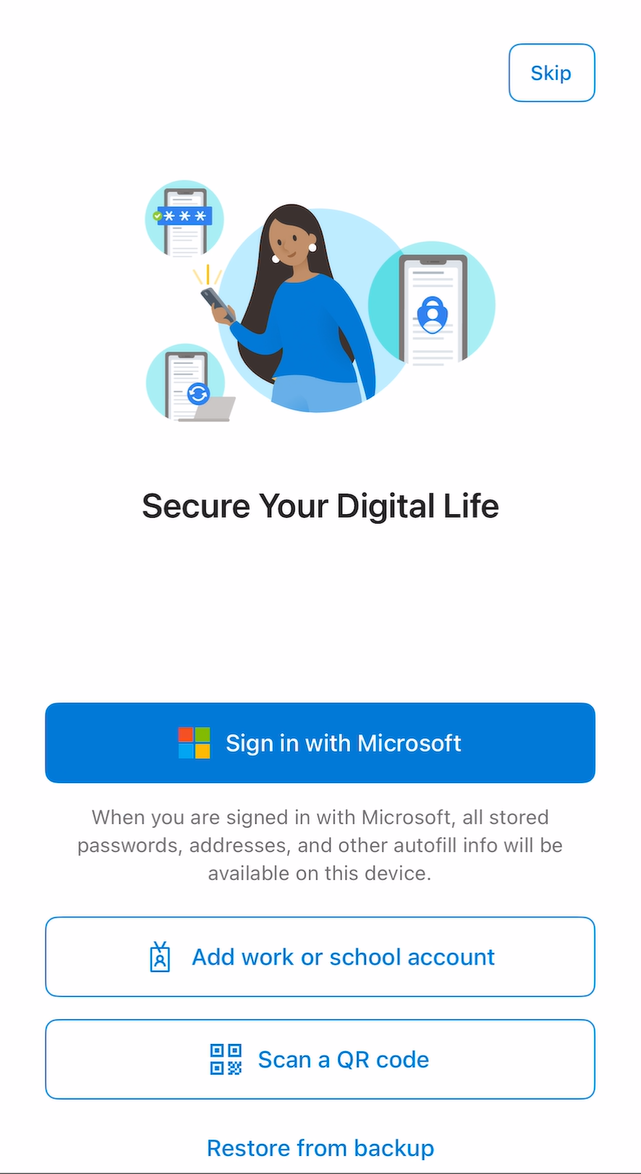 Skip
***
Secure Your Digital Life
Sign in with Microsoft
When you are signed in with Microsoft, all stored
passwords, addresses, and other autofill info will be
available on this device.
Add work or school account
Scan a QR code
Restore from backup